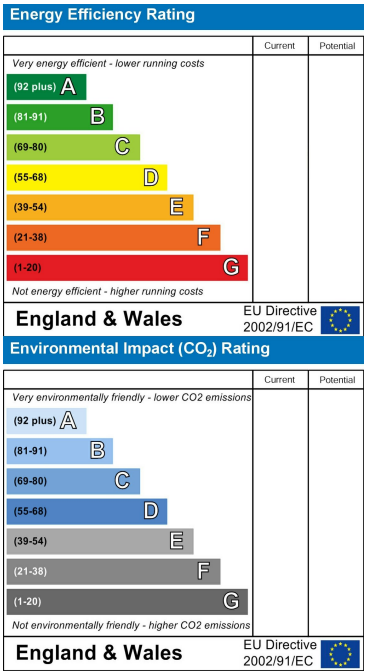 Energy Efficiency Rating
Current Potential
Very energy efficient - lower running costs
(92 plus) A
(81-91) B
(69-80) C
(55-68) D
(39-54) E
(21-38) F
(1-20) G
Not energy efficient - higher running costs
England & Wales EU Directive 2002/91/EC
Environmental Impact (CO₂) Rating
Current Potential
Very environmentally friendly - lower CO2 emissions
(92 plus) A
(81-91) B
(69-80) C
(55-68) D
(39-54) E
(21-38) F
(1-20) G
Not environmentally friendly - higher CO2 emissions
England & Wales EU Directive 2002/91/EC